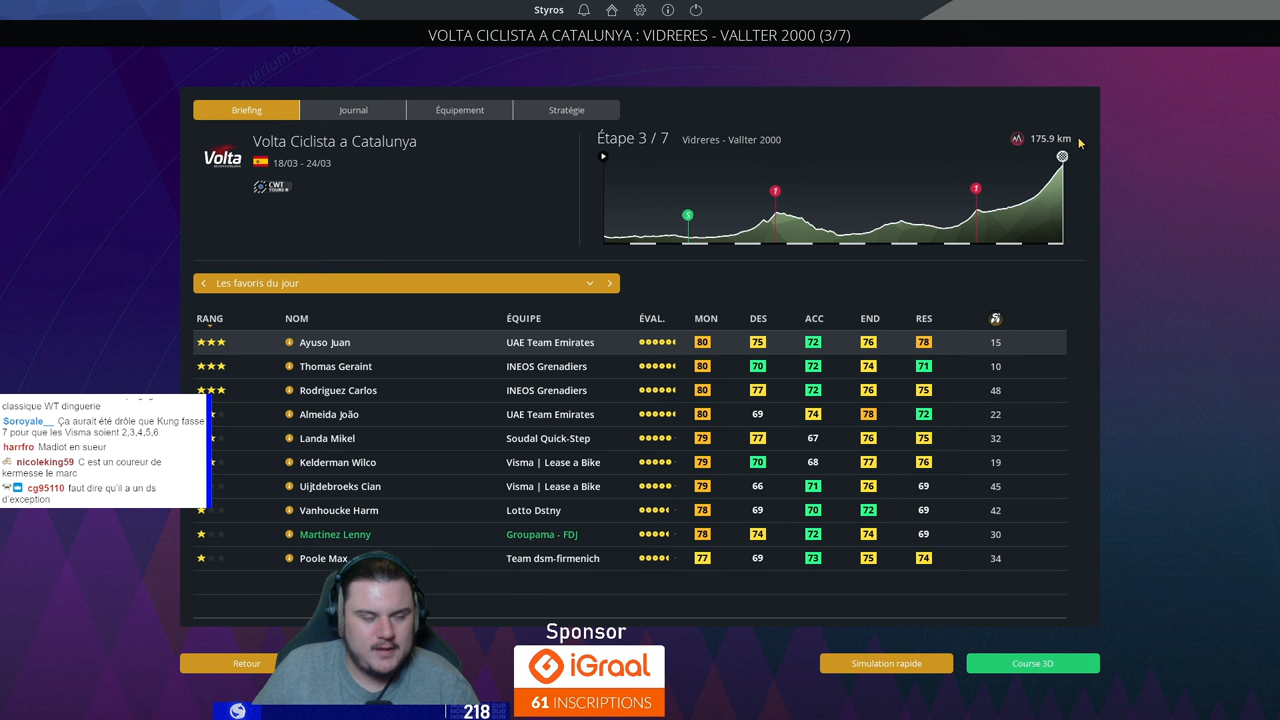 Styros
VOLTA CICLISTA A CATALUNYA : VIDRERES - VALLTER 2000 (3/7)
Briefing Journal Équipement Stratégie
Volta Ciclista a Catalunya
18/03 - 24/03
Volta
CWT
TOURS
Étape 3 / 7 Vidreres - Vallter 2000 175.9 km
S 1 1
Les favoris du jour
RANG NOM ÉQUIPE ÉVAL. MON DES ACC END RES
Ayuso Juan UAE Team Emirates 80 75 72 76 78 15
Thomas Geraint INEOS Grenadiers 80 70 72 74 71 10
Rodriguez Carlos INEOS Grenadiers 80 77 72 76 75 48
Almeida João UAE Team Emirates 80 69 74 78 72 22
Landa Mikel Soudal Quick-Step 79 77 67 76 75 32
Kelderman Wilco Visma | Lease a Bike 79 70 68 77 76 19
Uijtdebroeks Cian Visma | Lease a Bike 79 66 71 76 69 45
Vanhoucke Harm Lotto Dstny 78 69 70 72 69 42
Martinez Lenny Groupama - FDJ 78 74 72 74 69 30
Poole Max Team dsm-firmenich 77 69 73 75 74 34
classique WT dinguerie
Soroyale__ Ça aurait été drôle que Kung fasse
7 pour que les Visma soient 2,3,4,5,6
harrfro Madiot en sueur
nicoleking59 C est un coureur de
kermesse le marc
cg95110 faut dire qu'il a un ds
d'exception
Retour Simulation rapide Course 3D
Sponsor
iGraal
61 INSCRIPTIONS
218